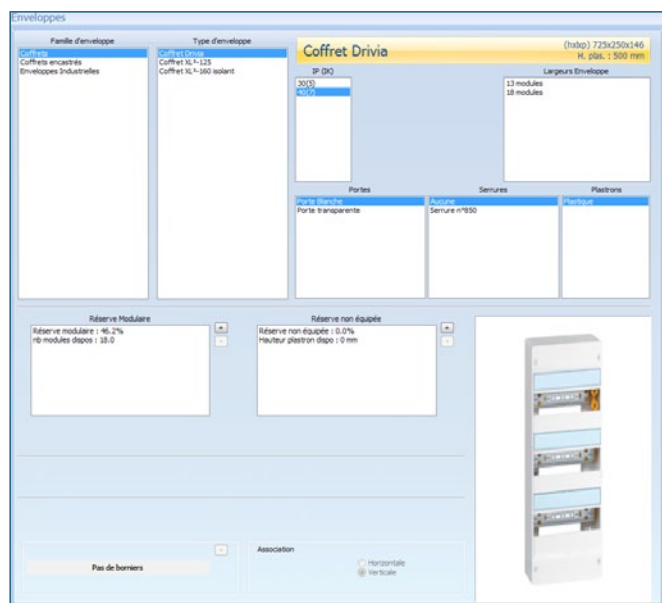 Enveloppes
Famille d'enveloppe
Coffrets
Coffrets encastrés
Enveloppes Industrielles
Type d'enveloppe
Coffret Drivia
Coffret XL³-125
Coffret XL³-160 isolant
Coffret Drivia
(hxlxp) 725x250x146
H. plas. : 500 mm
IP (IK)
30(5)
40(7)
Largeurs Enveloppe
13 modules
18 modules
Portes
Porte Blanche
Porte transparente
Serrures
Aucune
Serrure n°850
Plastrons
Plastique
Réserve Modulaire
Réserve modulaire : 46.2%
nb modules dispos : 18.0
+
-
Réserve non équipée
Réserve non équipée : 0.0%
Hauteur plastron dispo : 0 mm
+
-
-
Pas de borniers
Association
Horizontale
Verticale